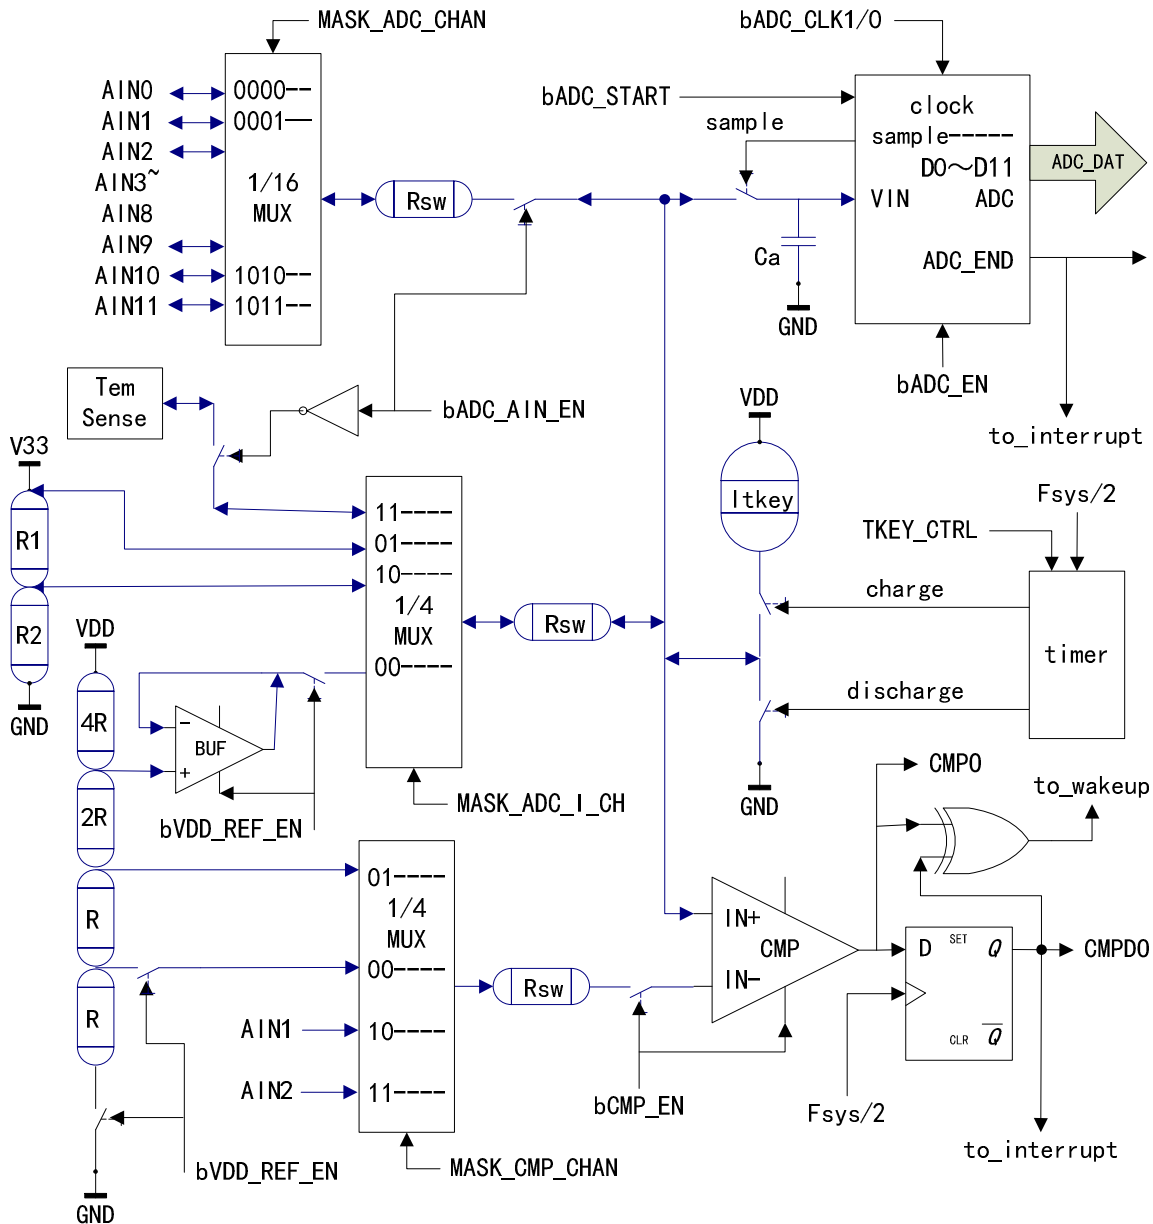 MASK_ADC_CHAN
bADC_CLK1/0
AIN0
0000--
AIN1
0001—
AIN2
AIN3~
AIN8
1/16
MUX
AIN9
AIN10
1010--
AIN11
1011--
Rsw
bADC_START
sample
clock
sample-----
D0～D11
ADC
VIN
ADC_END
ADC_DAT
Ca
GND
bADC_EN
to_interrupt
Tem
Sense
bADC_AIN_EN
V33
R1
R2
GND
11----
01----
10----
1/4
MUX
00----
Rsw
MASK_ADC_I_CH
VDD
Itkey
TKEY_CTRL
Fsys/2
charge
timer
discharge
GND
VDD
4R
2R
R
R
GND
-
+
BUF
bVDD_REF_EN
01----
1/4
MUX
00----
10----
11----
AIN1
AIN2
bVDD_REF_EN
MASK_CMP_CHAN
Rsw
bCMP_EN
IN+
CMP
IN-
CMPO
to_wakeup
D
SET
Q
CLR
Q
CMPDO
Fsys/2
to_interrupt